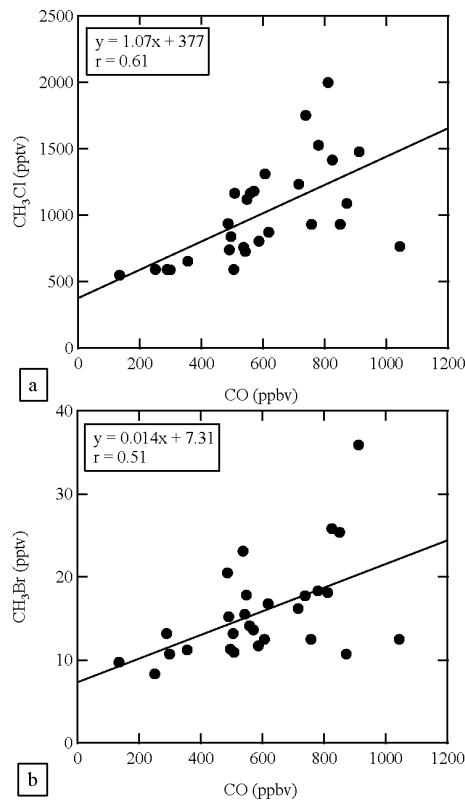 2500
y = 1.07x + 377
r = 0.61
2000
1500
CH3Cl (pptv)
1000
500
0
0 200 400 600 800 1000 1200
a
CO (ppbv)
40
y = 0.014x + 7.31
r = 0.51
30
CH3Br (pptv)
20
10
0
0 200 400 600 800 1000 1200
b
CO (ppbv)